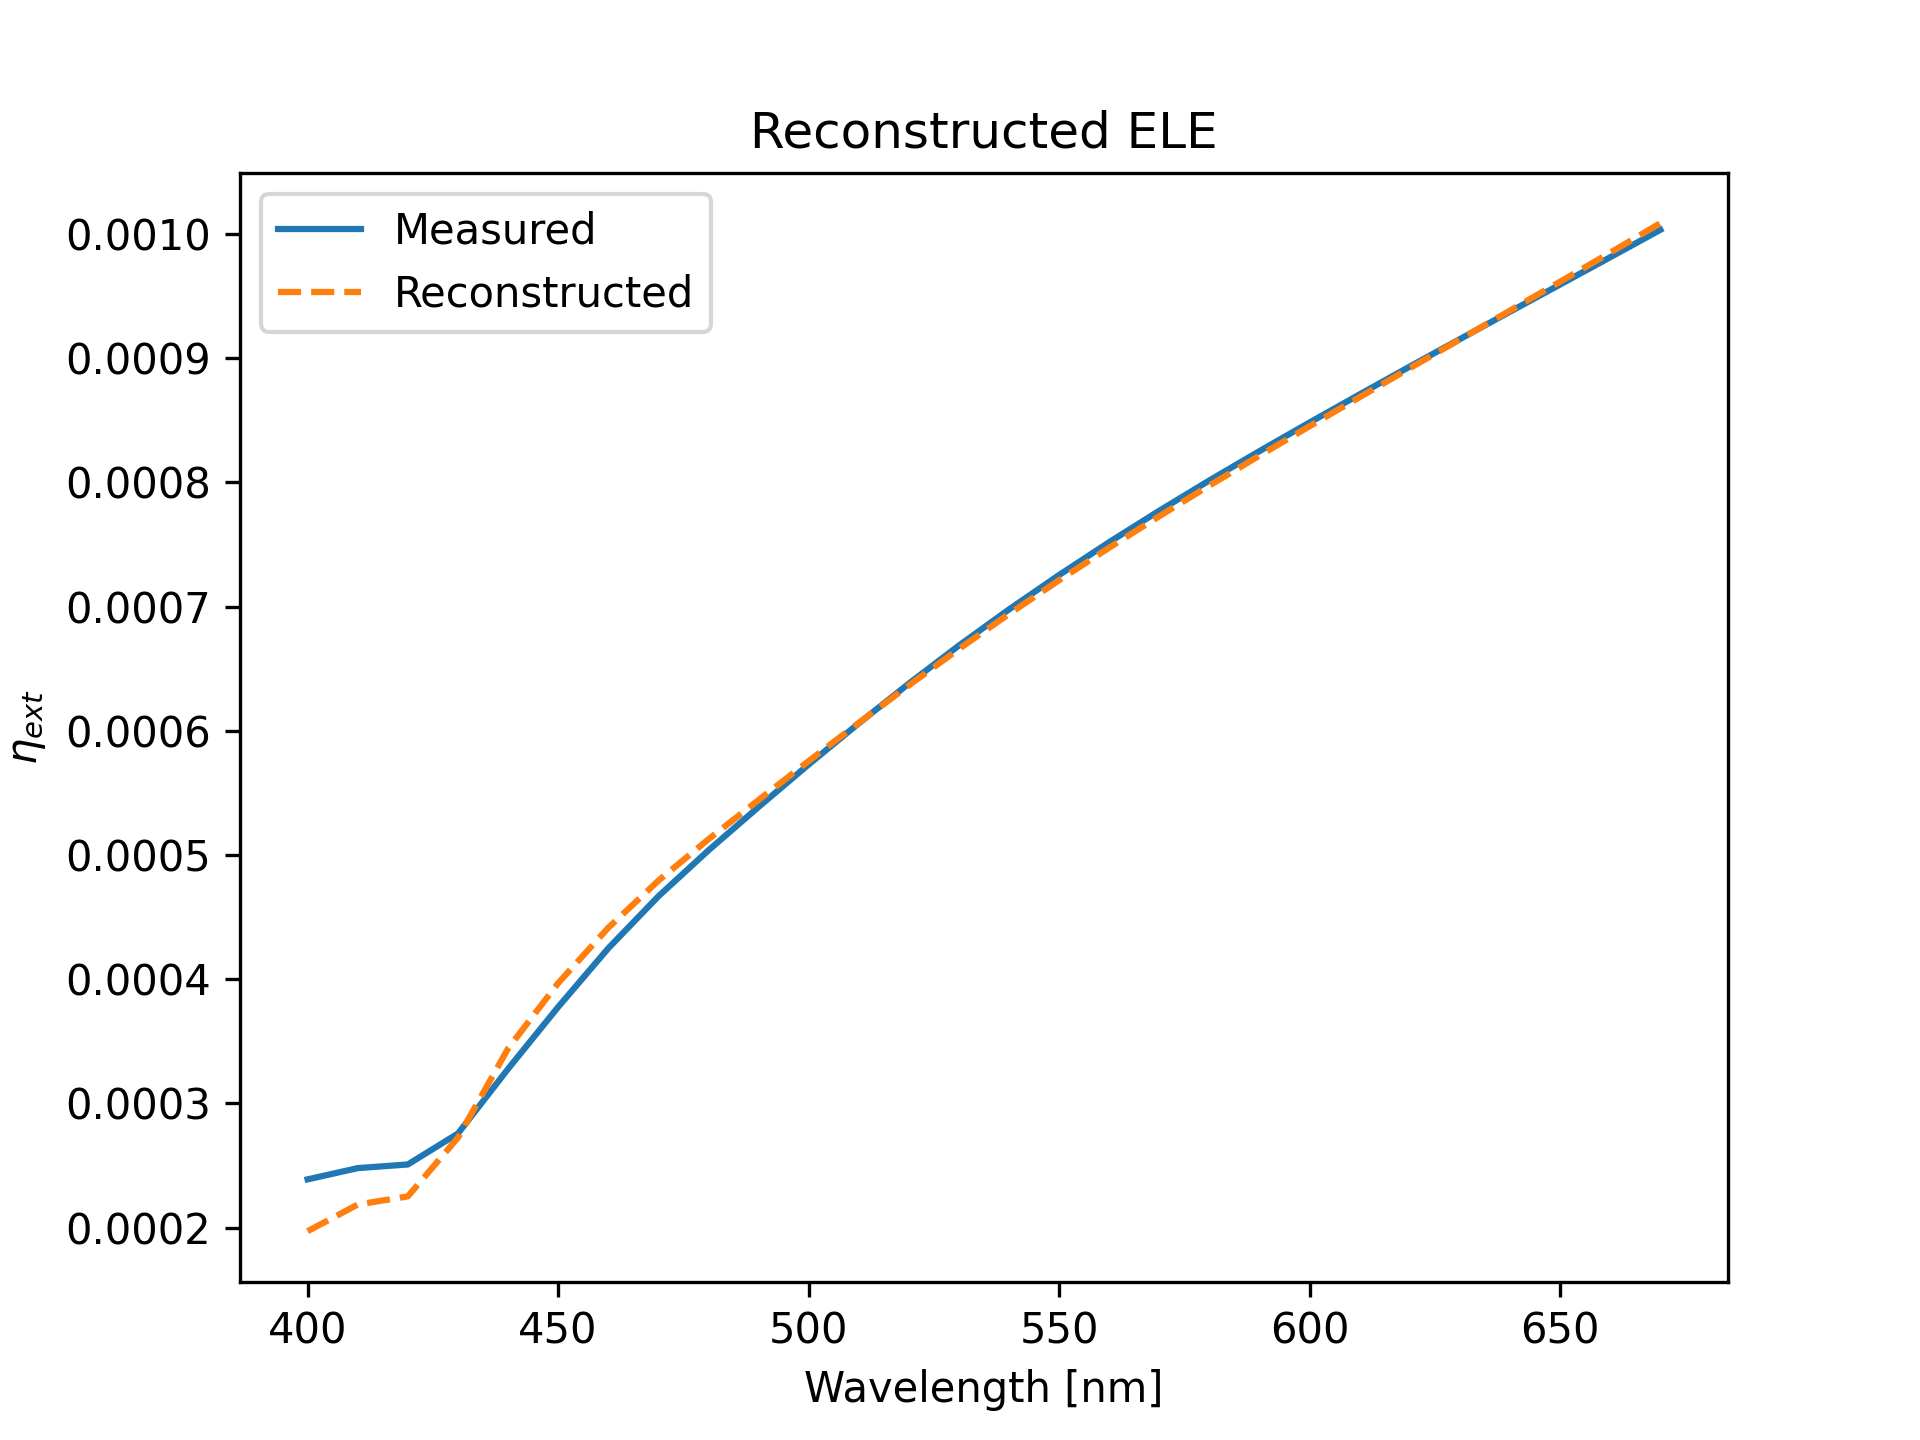 Reconstructed ELE
Measured
Reconstructed
0.0010
0.0009
0.0008
0.0007
0.0006
0.0005
0.0004
0.0003
0.0002
η_ext
400 450 500 550 600 650
Wavelength [nm]